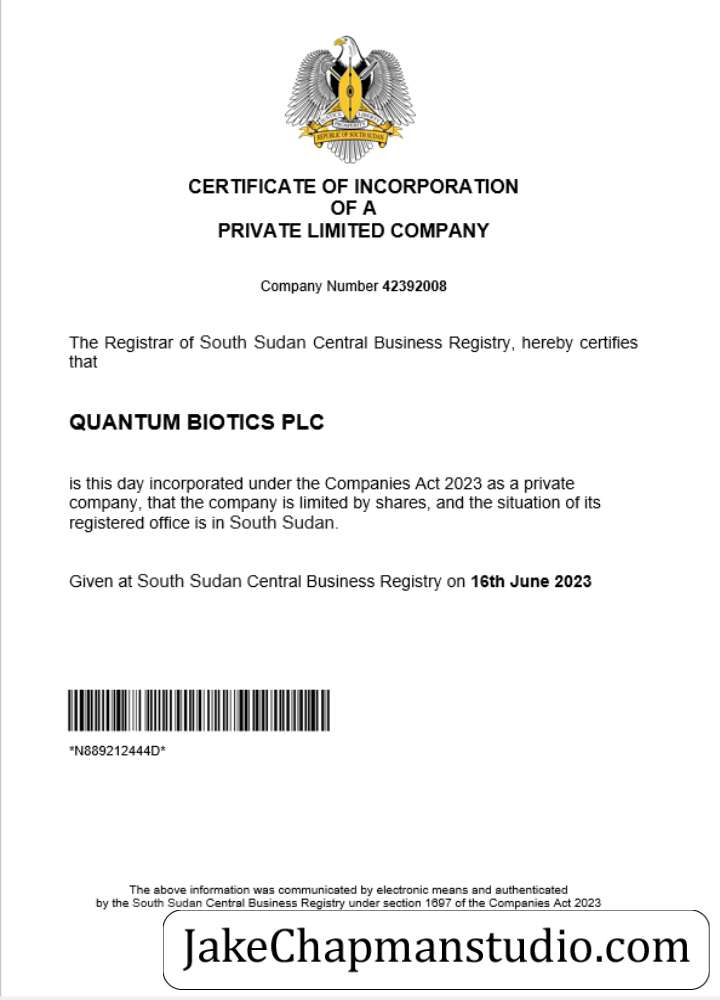 REPUBLIC OF SOUTH SUDAN
CERTIFICATE OF INCORPORATION
OF A
PRIVATE LIMITED COMPANY
Company Number 42392008
The Registrar of South Sudan Central Business Registry, hereby certifies
that
QUANTUM BIOTICS PLC
is this day incorporated under the Companies Act 2023 as a private
company, that the company is limited by shares, and the situation of its
registered office is in South Sudan.
Given at South Sudan Central Business Registry on 16th June 2023
*N889212444D*
The above information was communicated by electronic means and authenticated
by the South Sudan Central Business Registry under section 1697 of the Companies Act 2023
JakeChapmanstudio.com